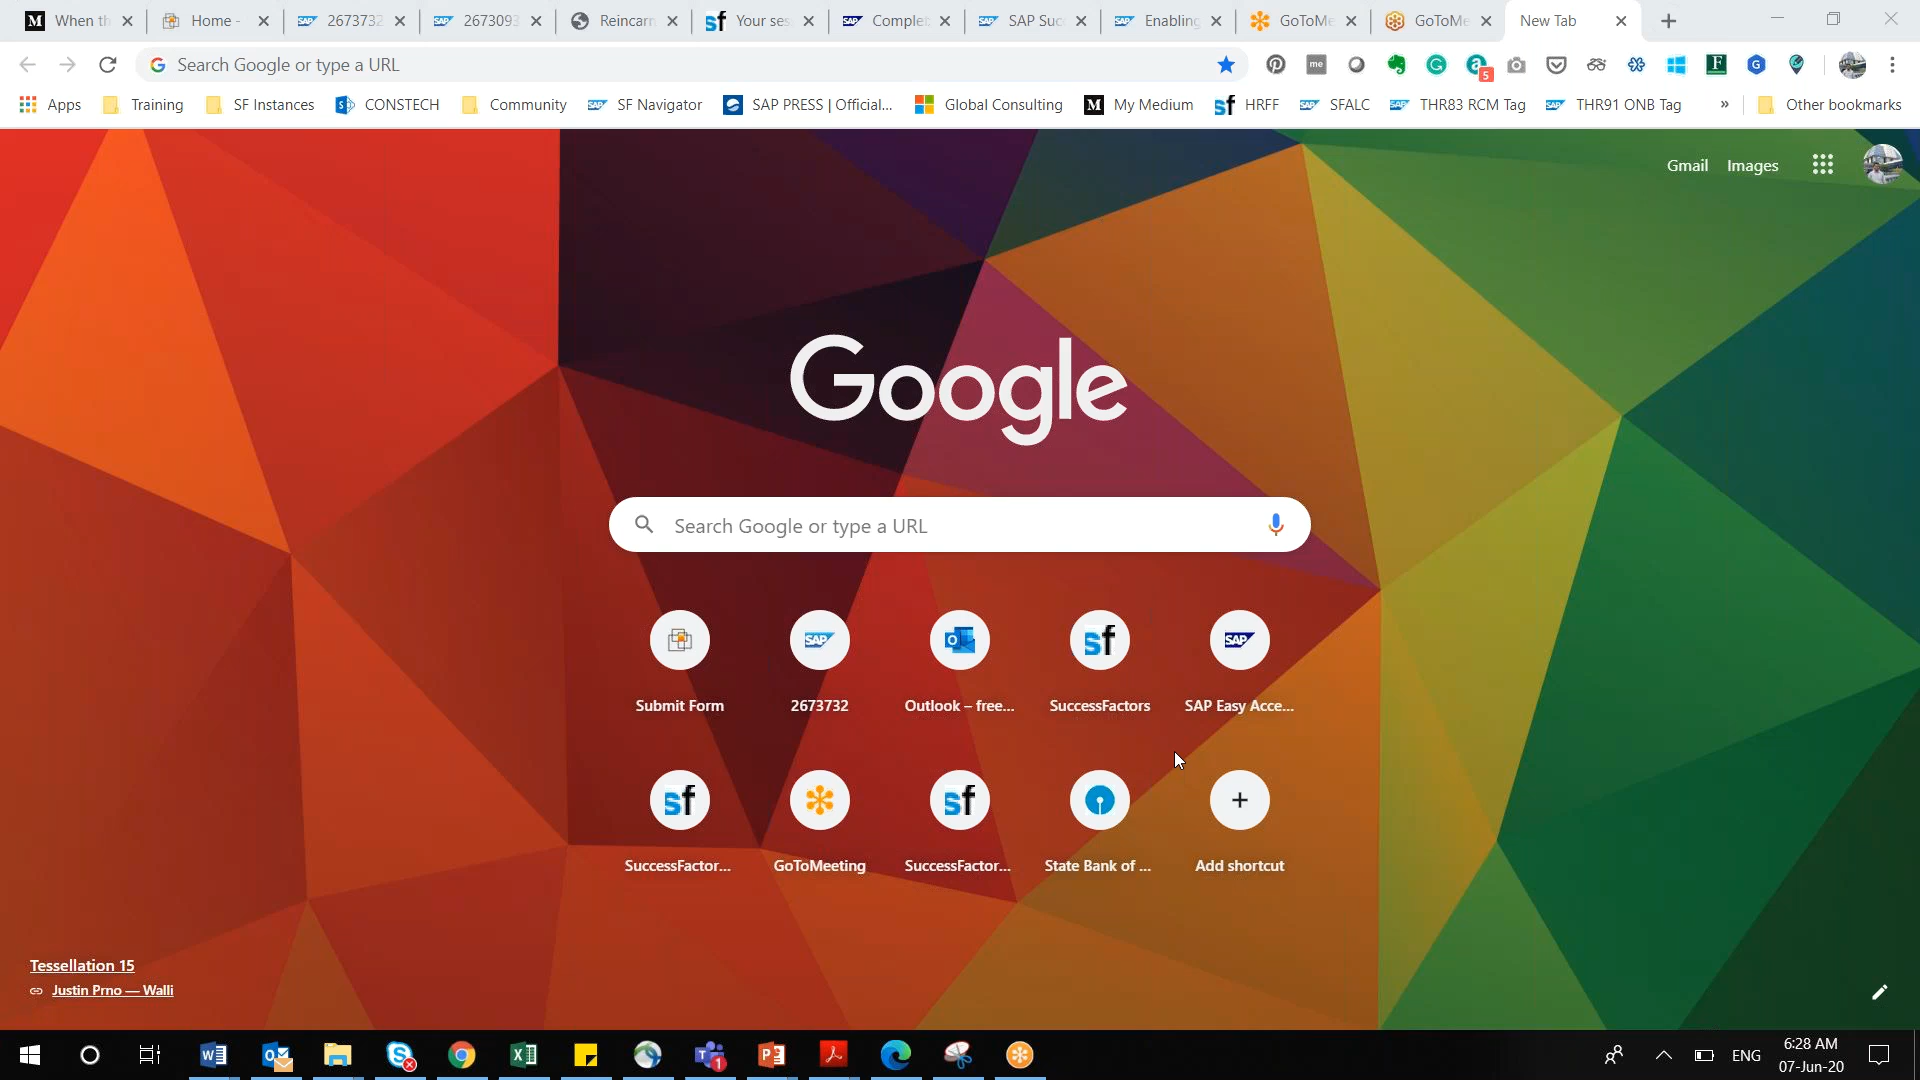 When th
Home -
2673732
2673093
Reincarn
Your ses
Complet
SAP Suc
Enabling
GoToMe
GoToMe
New Tab
Search Google or type a URL
me
5
Apps
Training
SF Instances
CONSTECH
Community
SF Navigator
SAP PRESS | Official...
Global Consulting
My Medium
HRFF
SFALC
THR83 RCM Tag
THR91 ONB Tag
»
Other bookmarks
Gmail
Images
Google
Search Google or type a URL
Submit Form
2673732
Outlook – free...
SuccessFactors
SAP Easy Acce...
SuccessFactor...
GoToMeeting
SuccessFactor...
State Bank of ...
Add shortcut
Tessellation 15
Justin Prno — Walli
1
ENG
6:28 AM
07-Jun-20